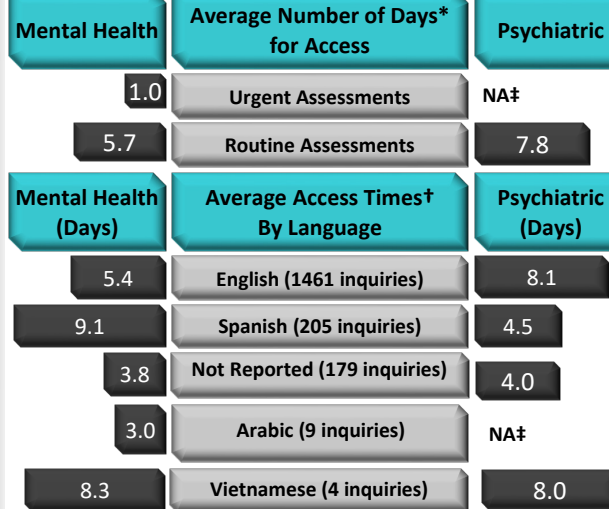 Mental Health
Average Number of Days*
for Access
Psychiatric
1.0
Urgent Assessments
NA‡
5.7
Routine Assessments
7.8
Mental Health
(Days)
Average Access Times†
By Language
Psychiatric
(Days)
5.4
English (1461 inquiries)
8.1
9.1
Spanish (205 inquiries)
4.5
3.8
Not Reported (179 inquiries)
4.0
3.0
Arabic (9 inquiries)
NA‡
8.3
Vietnamese (4 inquiries)
8.0